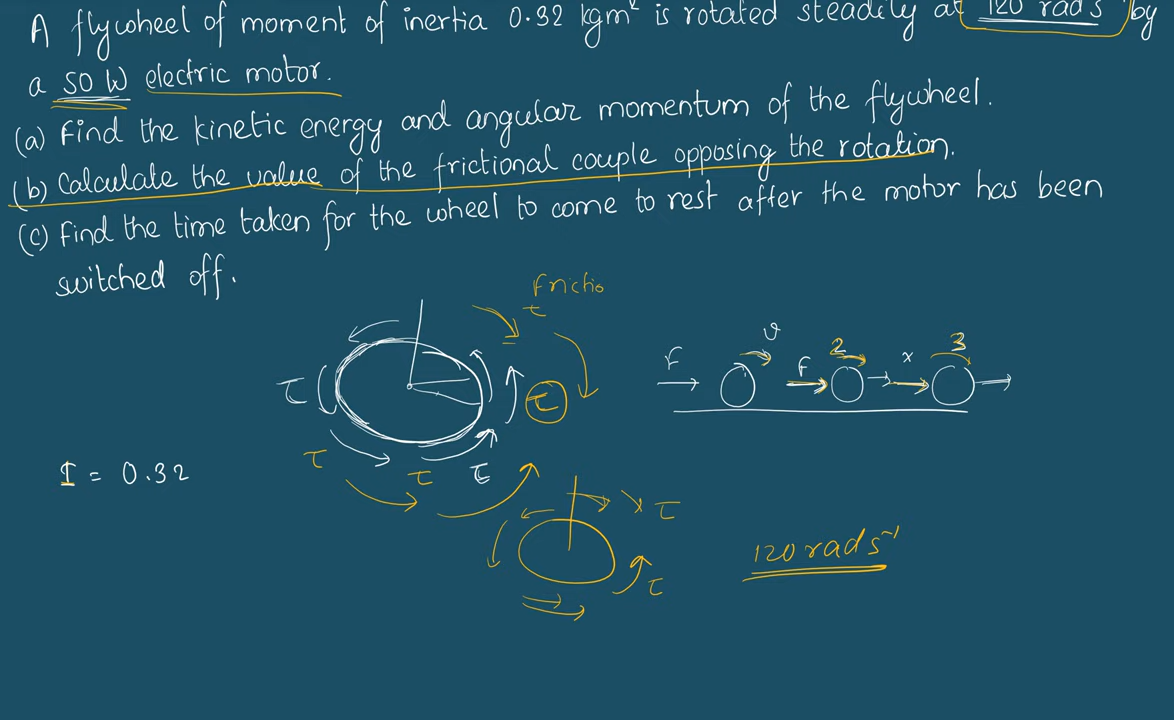 A flywheel of moment of inertia 0.32 kgm² is rotated steadily at 120 rad s by
a 50 W electric motor.
(a) Find the kinetic energy and angular momentum of the flywheel.
(b) Calculate the value of the frictional couple opposing the rotation.
(c) Find the time taken for the wheel to come to rest after the motor has been
switched off.
Frictio
τ
v
F
F
2
x
3
τ
τ
τ
τ
τ
I = 0.32
τ
120 rad s⁻¹
τ